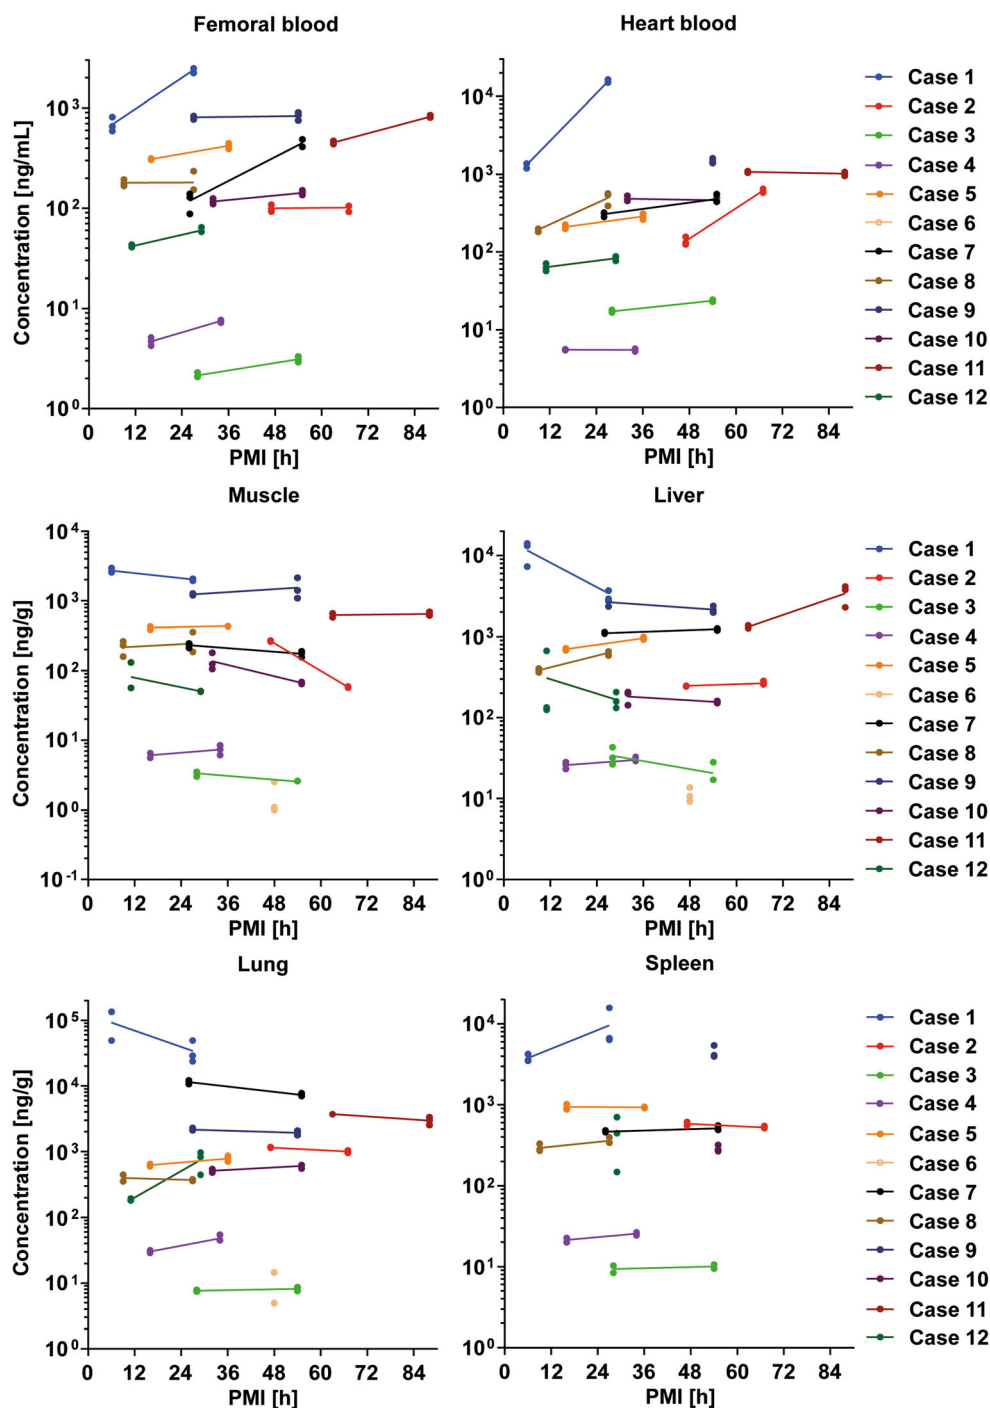 Femoral blood
Heart blood
Concentration [ng/mL]
10³
10²
10¹
10⁰
0 12 24 36 48 60 72 84
PMI [h]
10⁴
10³
10²
10¹
10⁰
0 12 24 36 48 60 72 84
PMI [h]
Case 1
Case 2
Case 3
Case 4
Case 5
Case 6
Case 7
Case 8
Case 9
Case 10
Case 11
Case 12
Muscle
Liver
Concentration [ng/g]
10⁴
10³
10²
10¹
10⁰
10⁻¹
0 12 24 36 48 60 72 84
PMI [h]
10⁴
10³
10²
10¹
10⁰
0 12 24 36 48 60 72 84
PMI [h]
Case 1
Case 2
Case 3
Case 4
Case 5
Case 6
Case 7
Case 8
Case 9
Case 10
Case 11
Case 12
Lung
Spleen
Concentration [ng/g]
10⁵
10⁴
10³
10²
10¹
10⁰
0 12 24 36 48 60 72 84
PMI [h]
10⁴
10³
10²
10¹
10⁰
0 12 24 36 48 60 72 84
PMI [h]
Case 1
Case 2
Case 3
Case 4
Case 5
Case 6
Case 7
Case 8
Case 9
Case 10
Case 11
Case 12